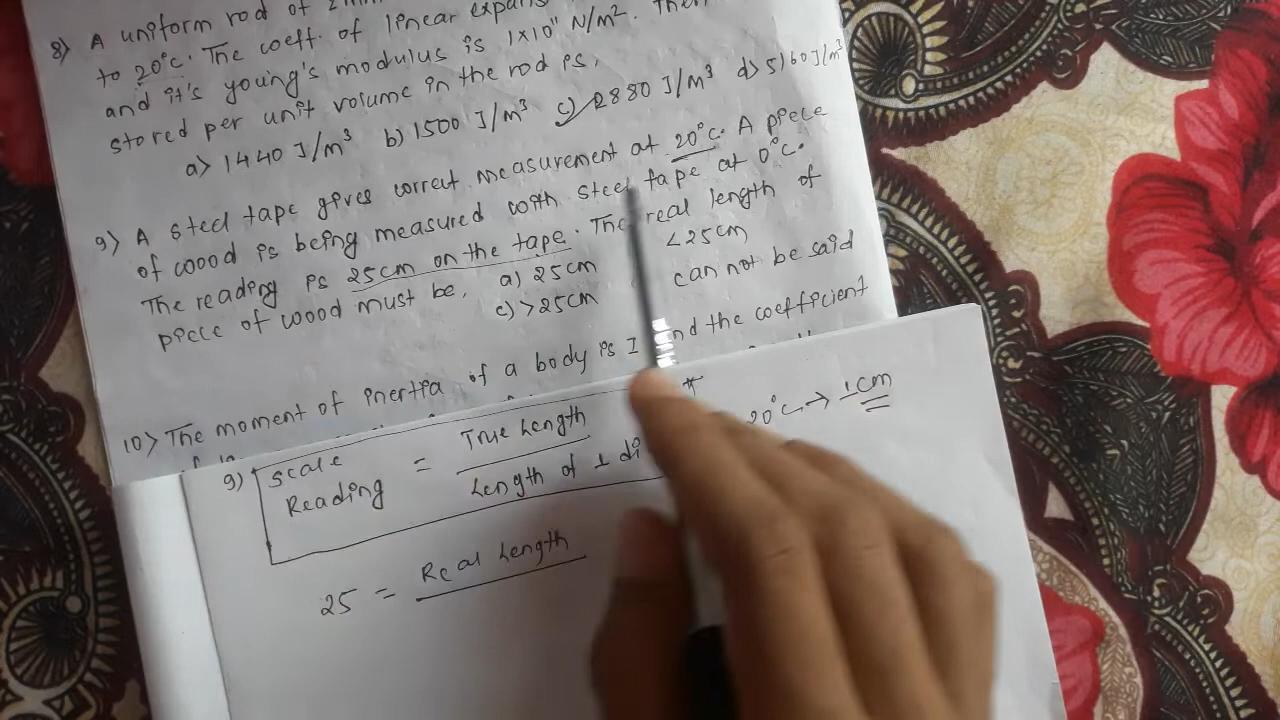 8) A uniform rod of 2
to 20°c. The coeff. of linear expans
and it's young's modulus is 1x10¹¹ N/m². Then
stored per unit volume in the rod is,
a) 1440 J/m³ b) 1500 J/m³ c) 2880 J/m³ d) 5160 J/m³
9) A steel tape gives correct measurement at 20°c. A piece
of wood is being measured with steel tape at 0°c.
The reading is 25cm on the tape. The real length of
piece of wood must be, a) 25cm <25cm
c) >25cm can not be said
10) The moment of inertia of a body is I and the coefficient
9) Scale Reading = True Length / Length of 1 di
20°c → 1cm
25 = Real Length